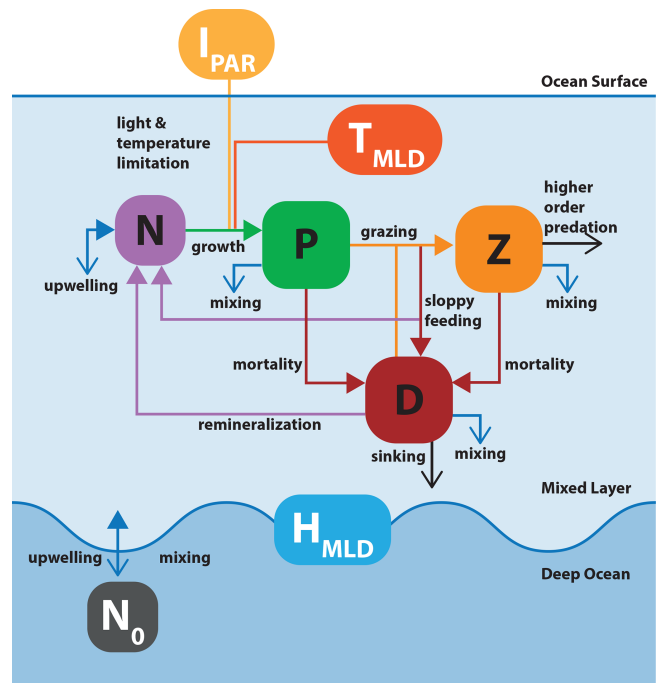 I PAR
Ocean Surface
light &
temperature
limitation
T MLD
higher
order
predation
N
growth
P
grazing
Z
upwelling
mixing
sloppy
feeding
mixing
mortality
mortality
D
remineralization
sinking
mixing
Mixed Layer
H MLD
upwelling
mixing
Deep Ocean
N 0